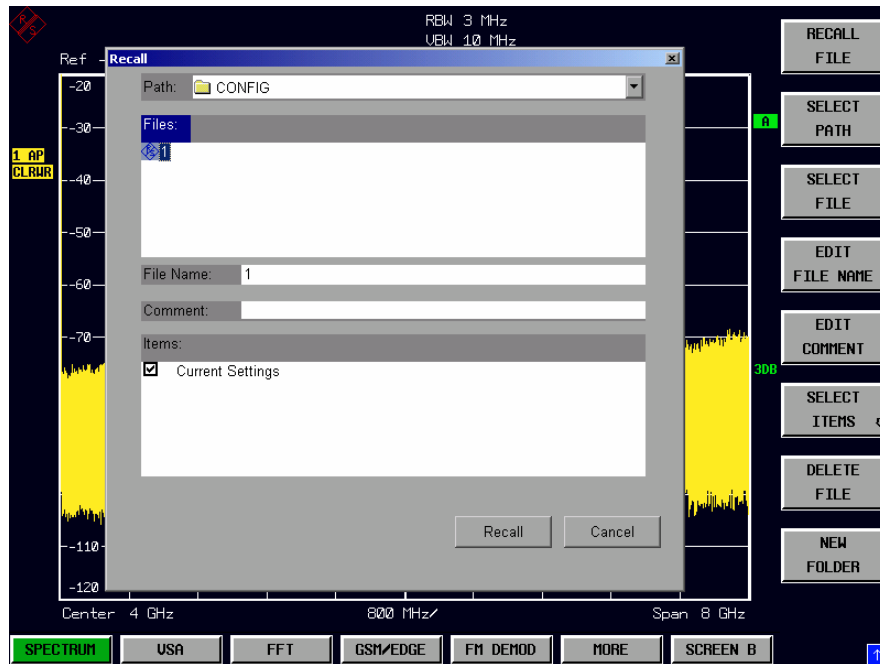 RBW 3 MHz
VBW 10 MHz
Ref -
Recall
Path: CONFIG
Files:
1
File Name: 1
Comment:
Items:
Current Settings
Recall Cancel
-20
-30
-40
-50
-60
-70
-110
-120
1 AP
CLRWR
A
3DB
Center 4 GHz 800 MHz/ Span 8 GHz
RECALL
FILE
SELECT
PATH
SELECT
FILE
EDIT
FILE NAME
EDIT
COMMENT
SELECT
ITEMS
DELETE
FILE
NEW
FOLDER
SPECTRUM VSA FFT GSM/EDGE FM DEMOD MORE SCREEN B